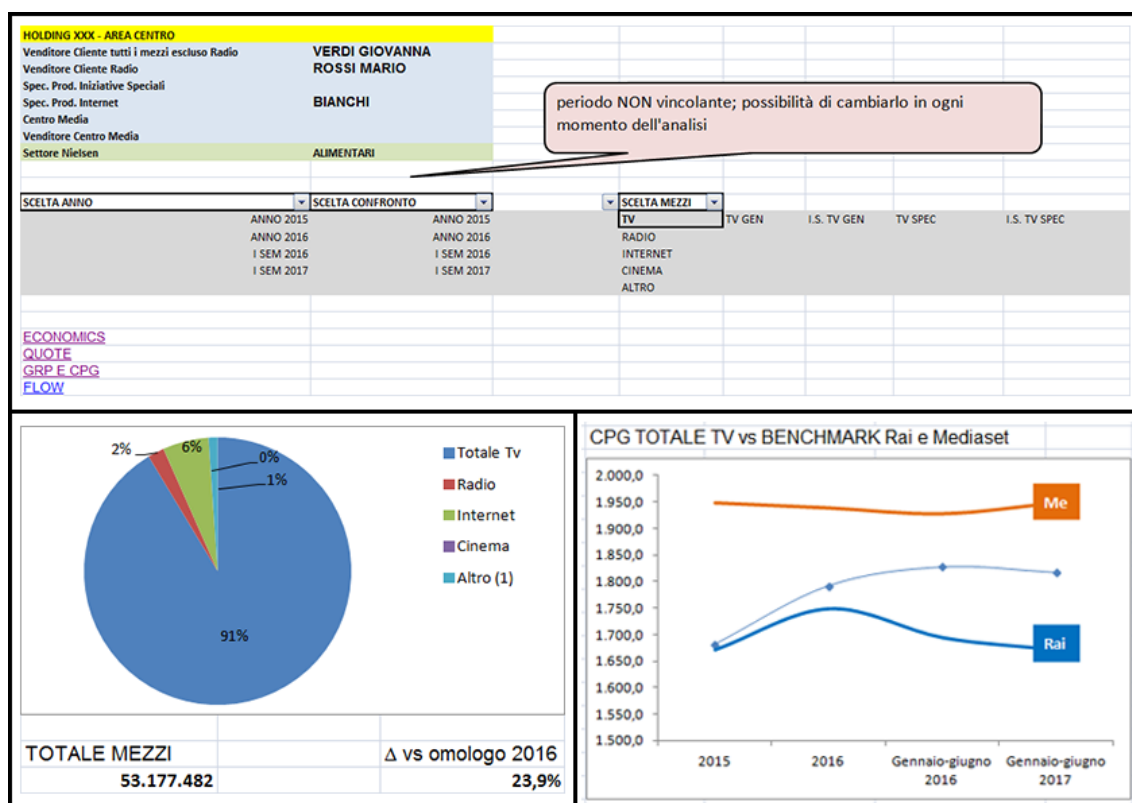 HOLDING XXX - AREA CENTRO
Venditore Cliente tutti i mezzi escluso Radio VERDI GIOVANNA
Venditore Cliente Radio ROSSI MARIO
Spec. Prod. Iniziative Speciali
Spec. Prod. Internet BIANCHI
Centro Media
Venditore Centro Media
Settore Nielsen ALIMENTARI
periodo NON vincolante; possibilità di cambiarlo in ogni
momento dell'analisi
SCELTA ANNO SCELTA CONFRONTO SCELTA MEZZI
ANNO 2015 ANNO 2015 TV TV GEN I.S. TV GEN TV SPEC I.S. TV SPEC
ANNO 2016 ANNO 2016 RADIO
I SEM 2016 I SEM 2016 INTERNET
I SEM 2017 I SEM 2017 CINEMA
ALTRO
ECONOMICS
QUOTE
GRP E CPG
FLOW
2% 6% 0%
1%
91%
Totale Tv
Radio
Internet
Cinema
Altro (1)
TOTALE MEZZI Δ vs omologo 2016
53.177.482 23,9%
CPG TOTALE TV vs BENCHMARK Rai e Mediaset
2.000,0
1.950,0
1.900,0
1.850,0
1.800,0
1.750,0
1.700,0
1.650,0
1.600,0
1.550,0
1.500,0
Me
Rai
2015 2016 Gennaio-giugno Gennaio-giugno
2016 2017